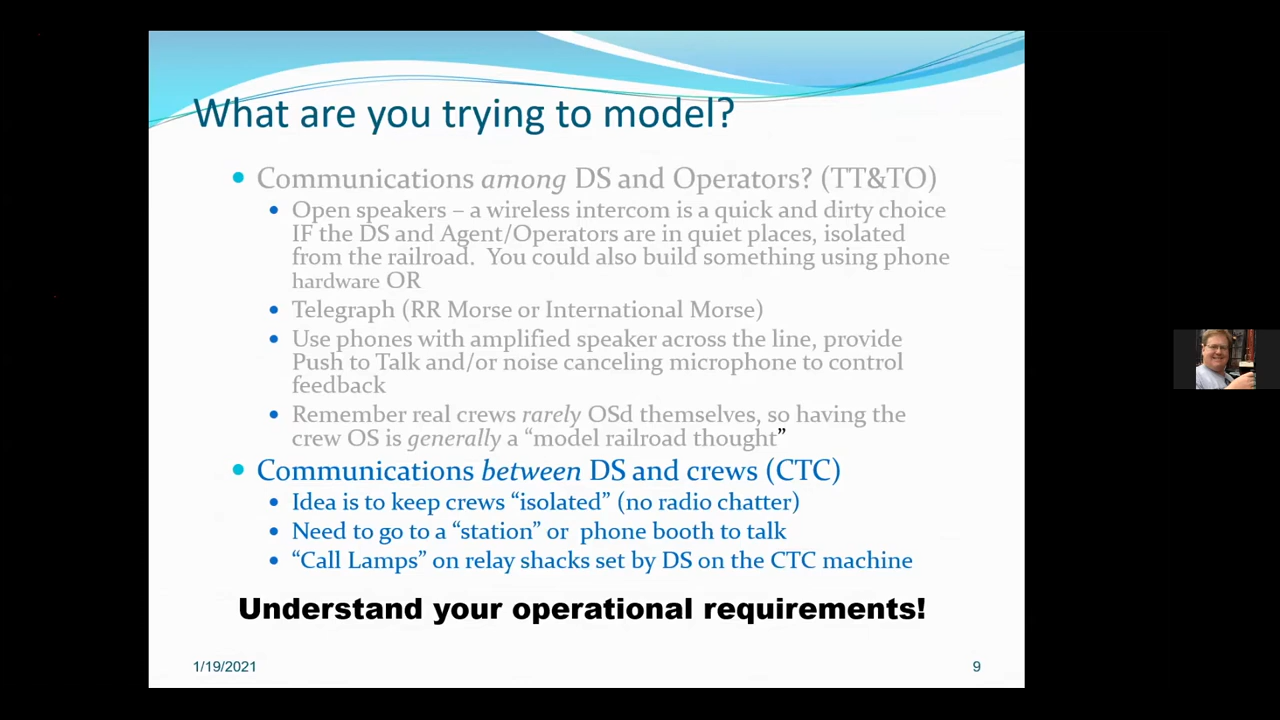 What are you trying to model?
Communications among DS and Operators? (TT&TO)
Open speakers – a wireless intercom is a quick and dirty choice
IF the DS and Agent/Operators are in quiet places, isolated
from the railroad.  You could also build something using phone
hardware OR
Telegraph (RR Morse or International Morse)
Use phones with amplified speaker across the line, provide
Push to Talk and/or noise canceling microphone to control
feedback
Remember real crews rarely OSd themselves, so having the
crew OS is generally a “model railroad thought”
Communications between DS and crews (CTC)
Idea is to keep crews “isolated” (no radio chatter)
Need to go to a “station” or  phone booth to talk
“Call Lamps” on relay shacks set by DS on the CTC machine
Understand your operational requirements!
1/19/2021
9